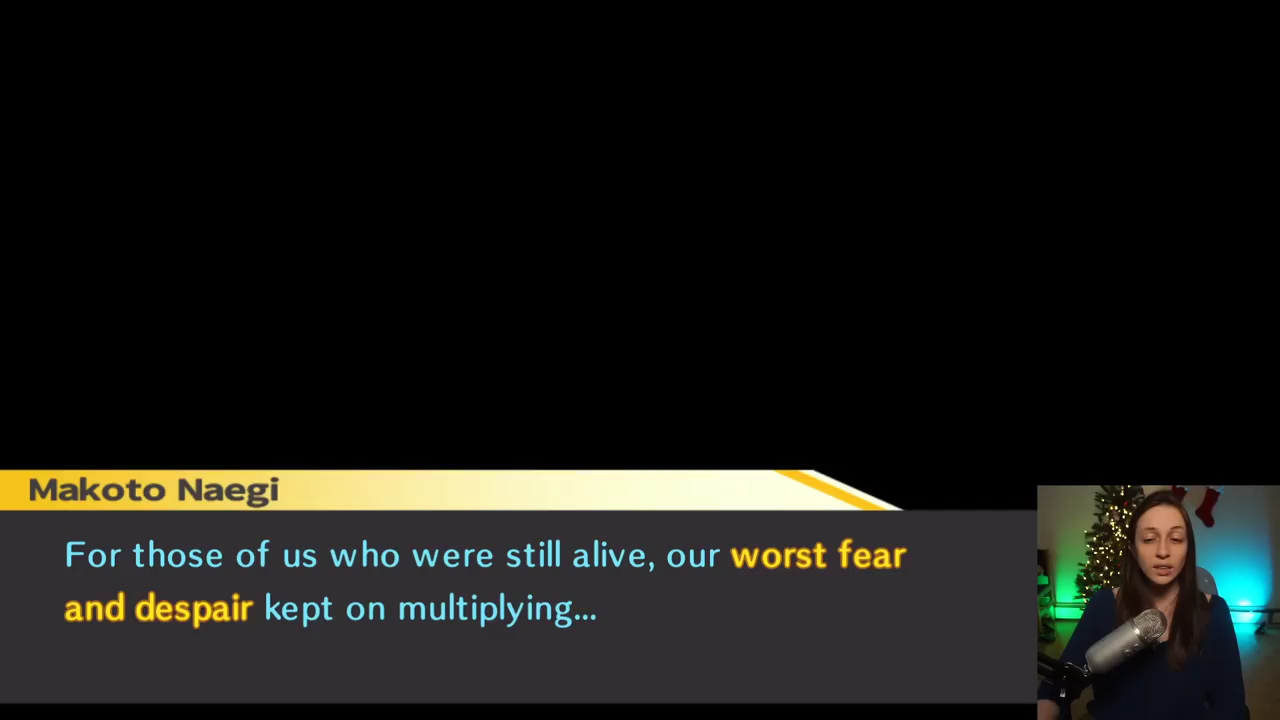 Makoto Naegi
For those of us who were still alive, our worst fear
and despair kept on multiplying...